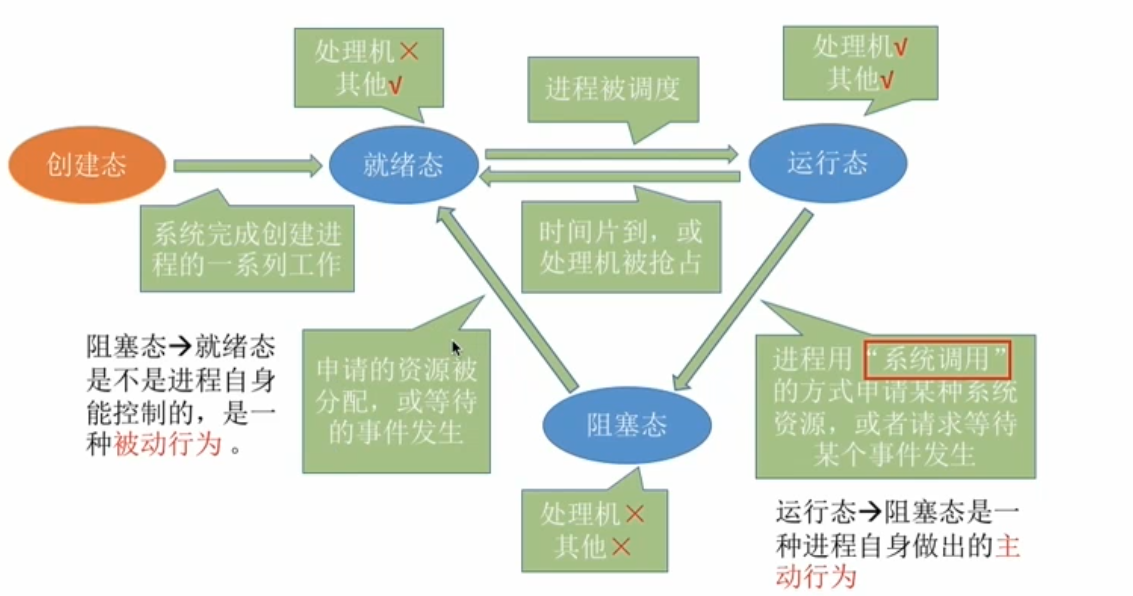 处理机×
其他√
进程被调度
处理机√
其他√
创建态
就绪态
运行态
系统完成创建进
程的一系列工作
时间片到，或
处理机被抢占
阻塞态→就绪态
是不是进程自身
能控制的，是一
种被动行为。
申请的资源被
分配，或等待
的事件发生
阻塞态
进程用“系统调用”
的方式申请某种系统
资源，或者请求等待
某个事件发生
处理机×
其他×
运行态→阻塞态是一
种进程自身做出的主
动行为